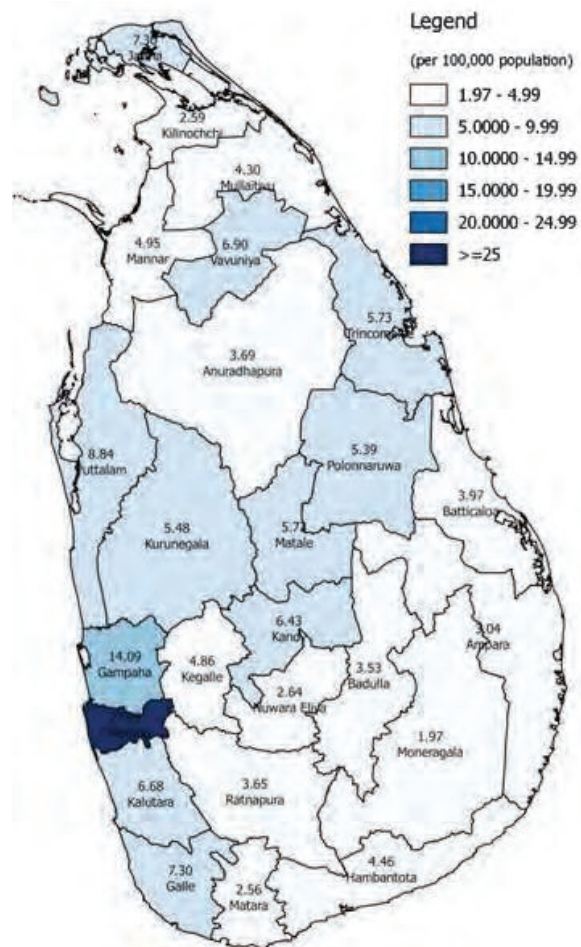 Legend
(per 100,000 population)
1.97 - 4.99
5.0000 - 9.99
10.0000 - 14.99
15.0000 - 19.99
20.0000 - 24.99
>=25
2.59
Kilinochchi
4.30
Mullaitivu
4.95
Mannar
6.90
Vavuniya
5.73
3.69
Anuradhapura
8.84
uttalam
5.39
Polonnaruwa
3.97
Batticaloa
5.48
Kurunegala
Matale
6.43
3.04
Ampara
14.09
Gampaha
4.86
Kegalle
3.53
Badulla
2.64
Nuwara Eliya
1.97
Moneragala
6.68
Kalutara
3.65
Ratnapura
4.46
Hambantota
7.30
Galle
2.56
Matara